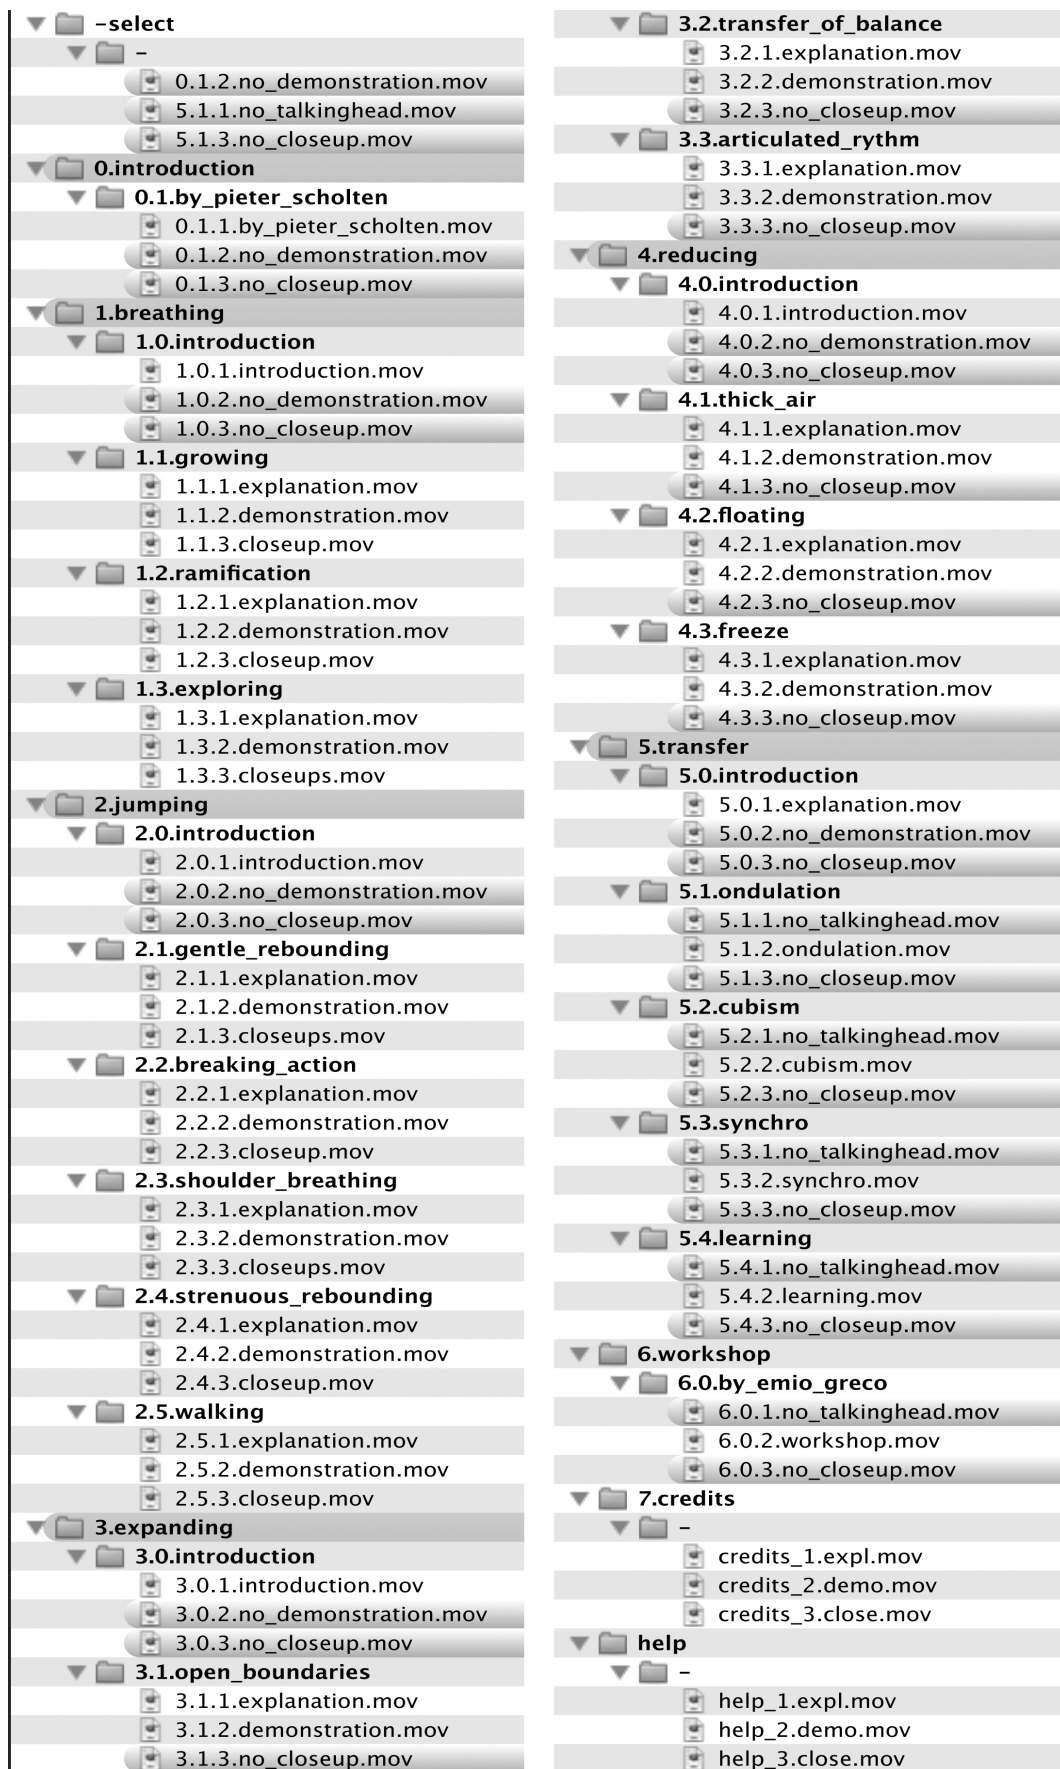 -select
-
0.1.2.no_demonstration.mov
5.1.1.no_talkinghead.mov
5.1.3.no_closeup.mov
0.introduction
0.1.by_pieter_scholten
0.1.1.by_pieter_scholten.mov
0.1.2.no_demonstration.mov
0.1.3.no_closeup.mov
1.breathing
1.0.introduction
1.0.1.introduction.mov
1.0.2.no_demonstration.mov
1.0.3.no_closeup.mov
1.1.growing
1.1.1.explanation.mov
1.1.2.demonstration.mov
1.1.3.closeup.mov
1.2.ramification
1.2.1.explanation.mov
1.2.2.demonstration.mov
1.2.3.closeup.mov
1.3.exploring
1.3.1.explanation.mov
1.3.2.demonstration.mov
1.3.3.closeups.mov
2.jumping
2.0.introduction
2.0.1.introduction.mov
2.0.2.no_demonstration.mov
2.0.3.no_closeup.mov
2.1.gentle_rebounding
2.1.1.explanation.mov
2.1.2.demonstration.mov
2.1.3.closeups.mov
2.2.breaking_action
2.2.1.explanation.mov
2.2.2.demonstration.mov
2.2.3.closeup.mov
2.3.shoulder_breathing
2.3.1.explanation.mov
2.3.2.demonstration.mov
2.3.3.closeups.mov
2.4.strenuous_rebounding
2.4.1.explanation.mov
2.4.2.demonstration.mov
2.4.3.closeup.mov
2.5.walking
2.5.1.explanation.mov
2.5.2.demonstration.mov
2.5.3.closeup.mov
3.expanding
3.0.introduction
3.0.1.introduction.mov
3.0.2.no_demonstration.mov
3.0.3.no_closeup.mov
3.1.open_boundaries
3.1.1.explanation.mov
3.1.2.demonstration.mov
3.1.3.no_closeup.mov
3.2.transfer_of_balance
3.2.1.explanation.mov
3.2.2.demonstration.mov
3.2.3.no_closeup.mov
3.3.articulated_rythm
3.3.1.explanation.mov
3.3.2.demonstration.mov
3.3.3.no_closeup.mov
4.reducing
4.0.introduction
4.0.1.introduction.mov
4.0.2.no_demonstration.mov
4.0.3.no_closeup.mov
4.1.thick_air
4.1.1.explanation.mov
4.1.2.demonstration.mov
4.1.3.no_closeup.mov
4.2.floating
4.2.1.explanation.mov
4.2.2.demonstration.mov
4.2.3.no_closeup.mov
4.3.freeze
4.3.1.explanation.mov
4.3.2.demonstration.mov
4.3.3.no_closeup.mov
5.transfer
5.0.introduction
5.0.1.explanation.mov
5.0.2.no_demonstration.mov
5.0.3.no_closeup.mov
5.1.ondulation
5.1.1.no_talkinghead.mov
5.1.2.ondulation.mov
5.1.3.no_closeup.mov
5.2.cubism
5.2.1.no_talkinghead.mov
5.2.2.cubism.mov
5.2.3.no_closeup.mov
5.3.synchro
5.3.1.no_talkinghead.mov
5.3.2.synchro.mov
5.3.3.no_closeup.mov
5.4.learning
5.4.1.no_talkinghead.mov
5.4.2.learning.mov
5.4.3.no_closeup.mov
6.workshop
6.0.by_emio_greco
6.0.1.no_talkinghead.mov
6.0.2.workshop.mov
6.0.3.no_closeup.mov
7.credits
-
credits_1.expl.mov
credits_2.demo.mov
credits_3.close.mov
help
-
help_1.expl.mov
help_2.demo.mov
help_3.close.mov